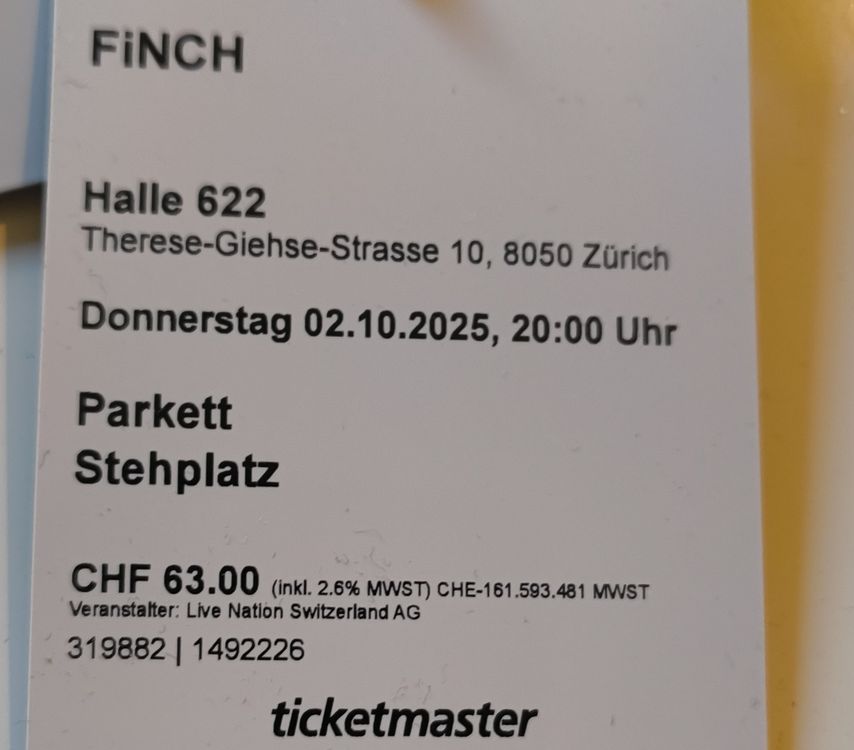 FiNCH
Halle 622
Therese-Giehse-Strasse 10, 8050 Zürich
Donnerstag 02.10.2025, 20:00 Uhr
Parkett
Stehplatz
CHF 63.00 (inkl. 2.6% MWST) CHE-161.593.481 MWST
Veranstalter: Live Nation Switzerland AG
319882 | 1492226
ticketmaster